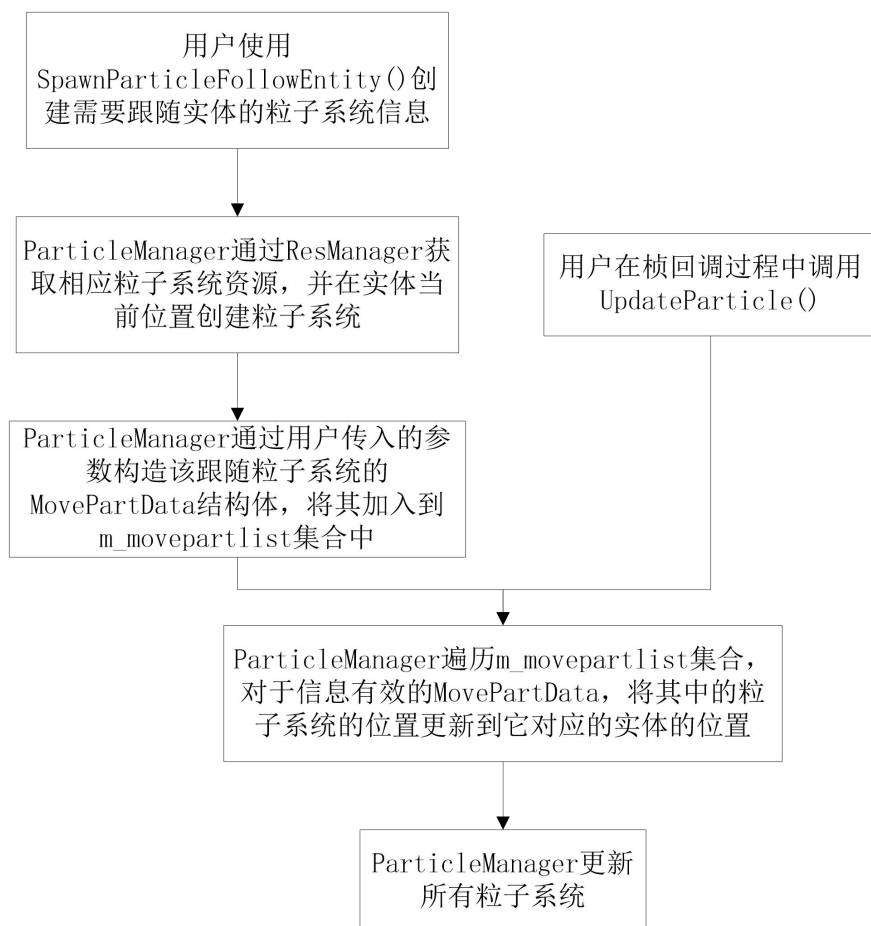 用户使用
SpawnParticleFollowEntity()创
建需要跟随实体的粒子系统信息
ParticleManager通过ResManager获
取相应粒子系统资源，并在实体当
前位置创建粒子系统
用户在桢回调过程中调用
UpdateParticle()
ParticleManager通过用户传入的参
数构造该跟随粒子系统的
MovePartData结构体，将其加入到
m_movepartlist集合中
ParticleManager遍历m_movepartlist集合，
对于信息有效的MovePartData，将其中的粒
子系统的位置更新到它对应的实体的位置
ParticleManager更新
所有粒子系统